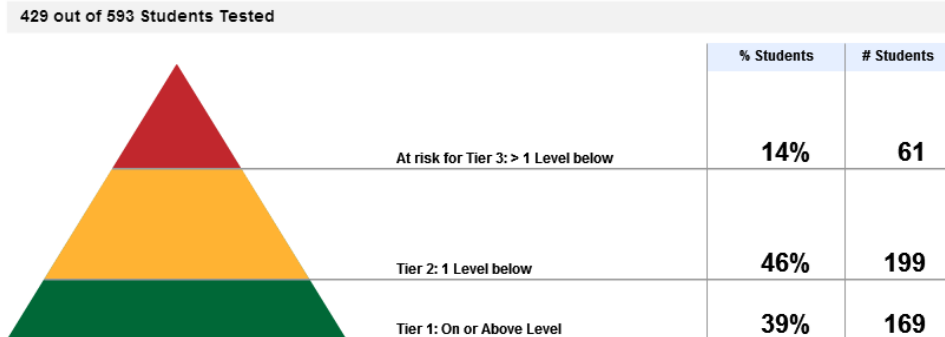 429 out of 593 Students Tested
% Students # Students
At risk for Tier 3: > 1 Level below 14% 61
Tier 2: 1 Level below 46% 199
Tier 1: On or Above Level 39% 169